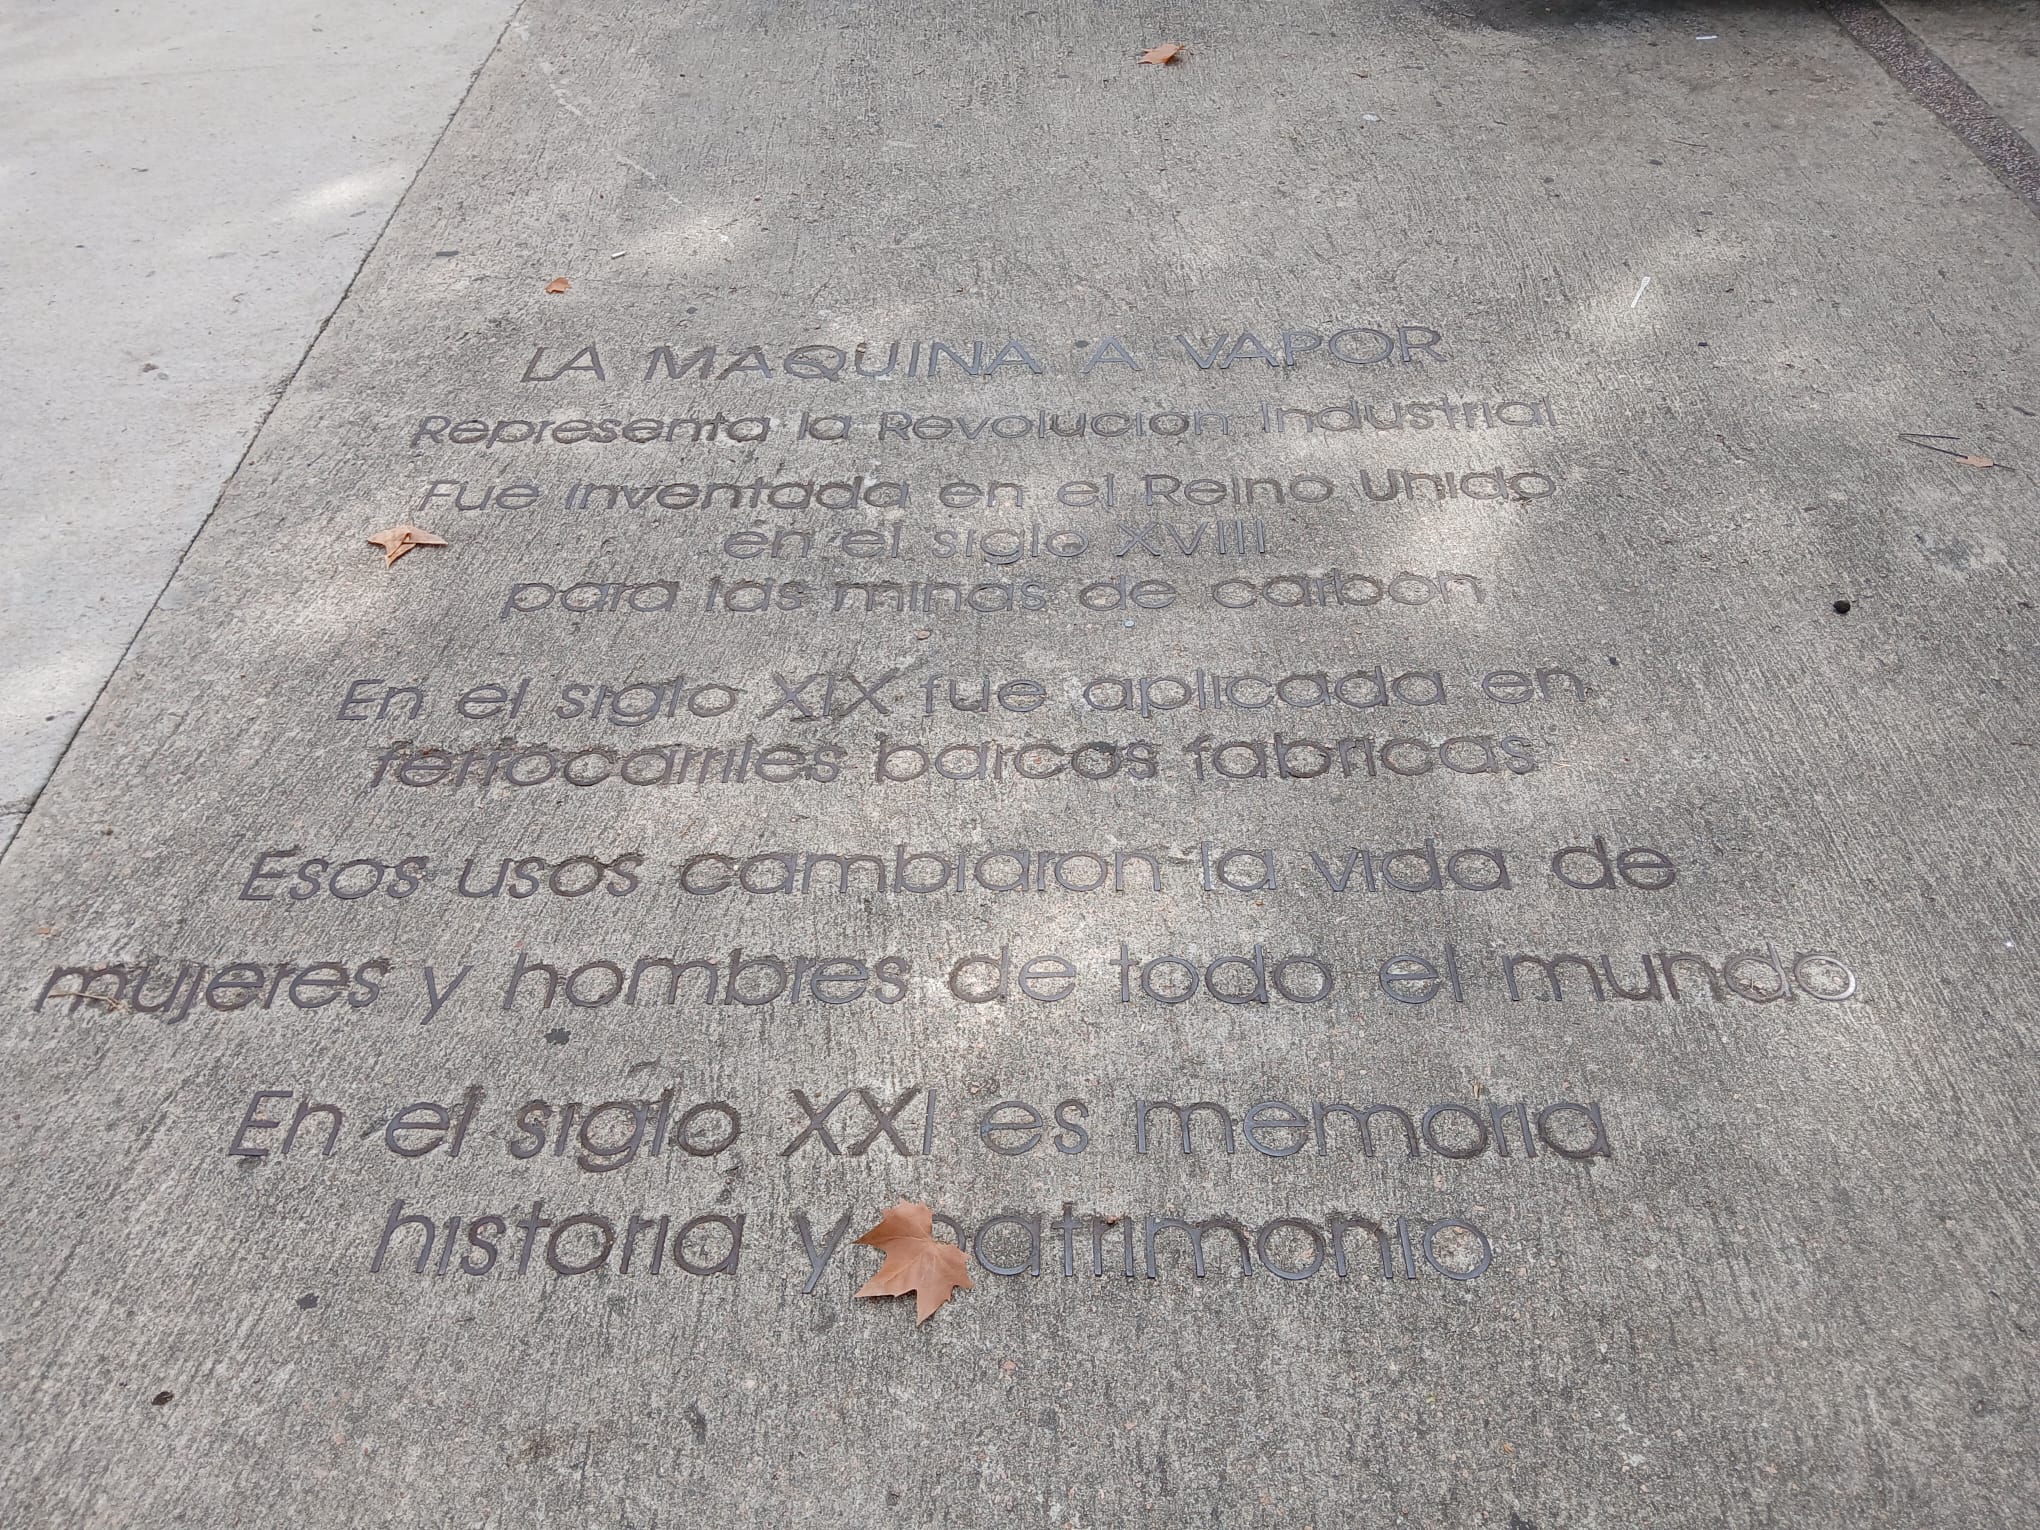 LA MAQUINA A VAPOR
Representa la Revolucion Industrial
Fue inventada en el Reino Unido
en el siglo XVIII
para las minas de carbon
En el siglo XIX fue aplicada en
ferrocarriles barcos fabricas
Esos usos cambiaron la vida de
mujeres y hombres de todo el mundo
En el siglo XXI es memoria
historia y patrimonio